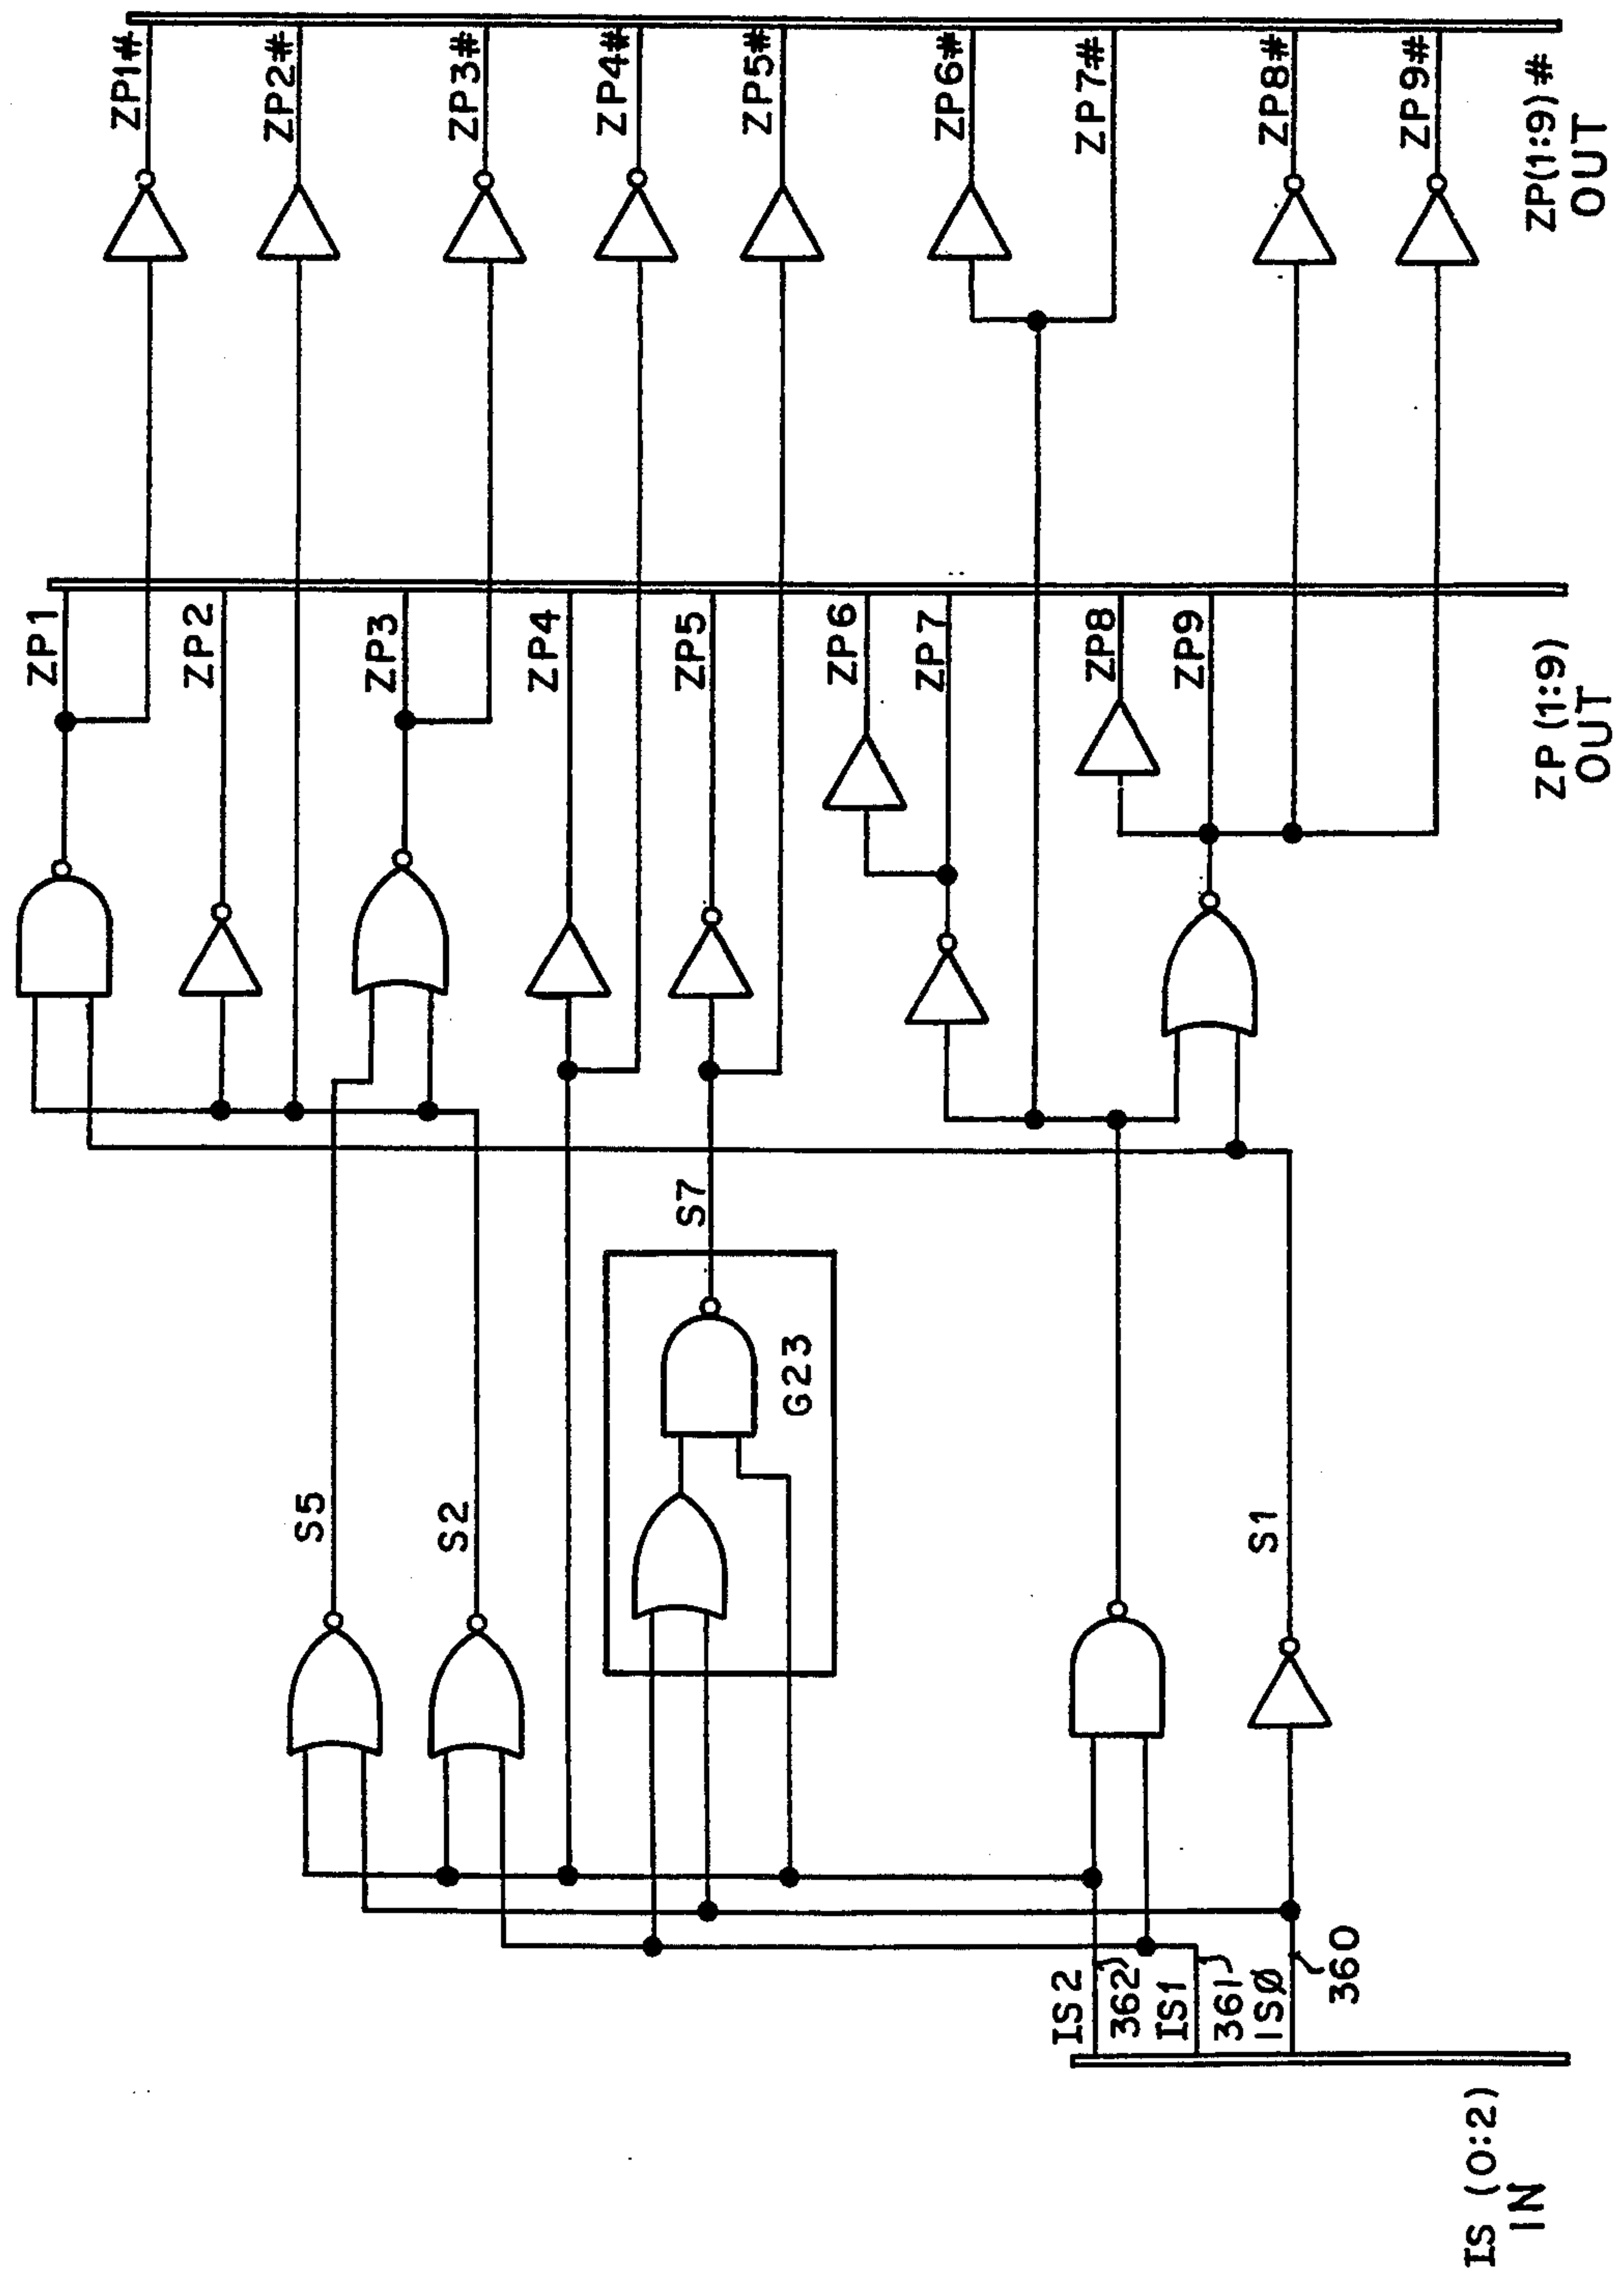 ZP1#
ZP2#
ZP3#
ZP4#
ZP5#
ZP6#
ZP7#
ZP8#
ZP9#
ZP(1:9)#
OUT
ZP1
ZP2
ZP3
ZP4
ZP5
ZP6
ZP7
ZP8
ZP9
ZP (1:9)
OUT
S7
G23
S5
S2
S1
IS2
362
IS1
361
ISØ
360
IS (0:2)
IN